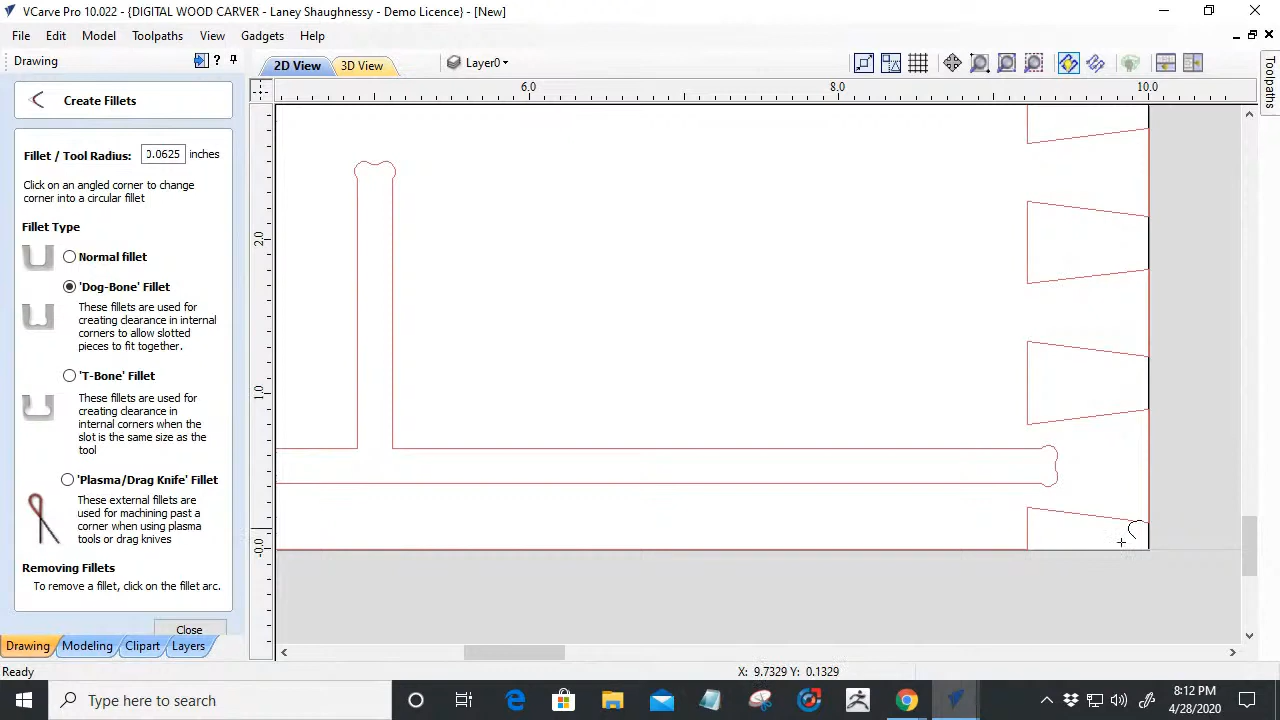 VCarve Pro 10.022 - {DIGITAL WOOD CARVER - Laney Shaughnessy - Demo Licence} - [New]
File Edit Model Toolpaths View Gadgets Help
Drawing
2D View 3D View Layer0
Create Fillets
6.0 8.0 10.0
Fillet / Tool Radius: 0.0625 inches
Click on an angled corner to change
corner into a circular fillet
Fillet Type
Normal fillet
'Dog-Bone' Fillet
These fillets are used for
creating clearance in internal
corners to allow slotted
pieces to fit together.
'T-Bone' Fillet
These fillets are used for
creating clearance in
internal corners when the
slot is the same size as the
tool
'Plasma/Drag Knife' Fillet
These external fillets are
used for machining past a
corner when using plasma
tools or drag knives
Removing Fillets
To remove a fillet, click on the fillet arc.
Close
2.0
1.0
-0.0
Toolpaths
Drawing Modeling Clipart Layers
Ready
X: 9.7329 Y: 0.1329
Type here to search
8:12 PM
4/28/2020